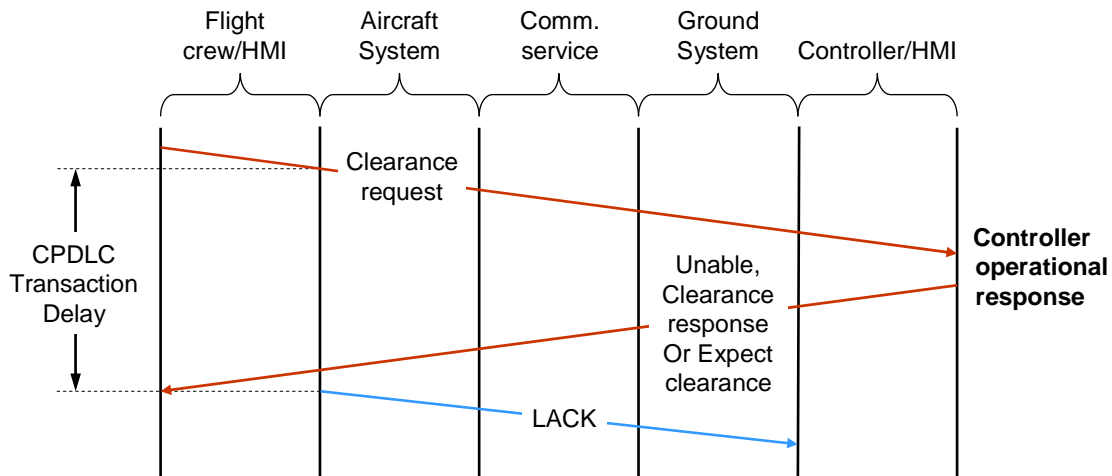 Flight
crew/HMI
Aircraft
System
Comm.
service
Ground
System
Controller/HMI
Clearance
request
CPDLC
Transaction
Delay
Controller
operational
response
Unable,
Clearance
response
Or Expect
clearance
LACK